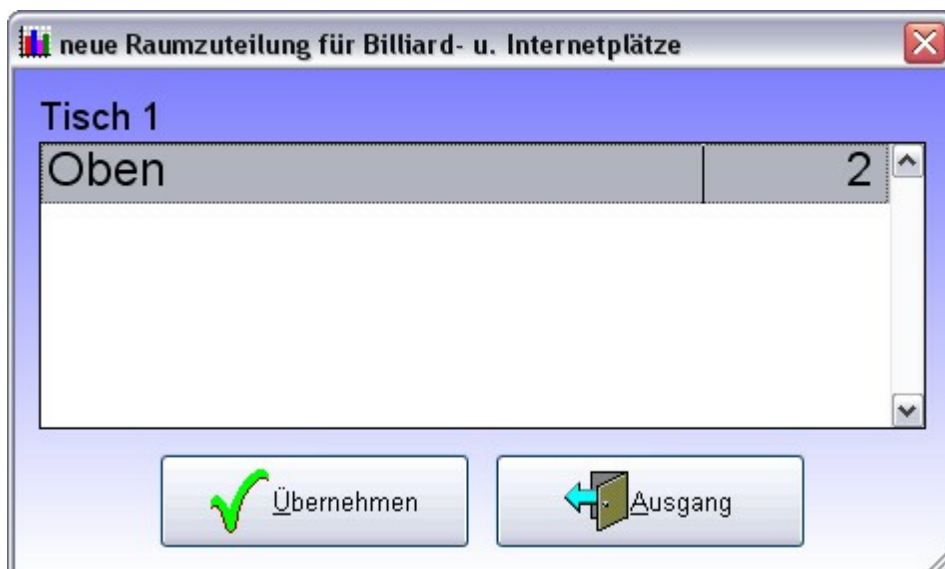 neue Raumzuteilung für Billiard- u. Internetplätze
Tisch 1
Oben 2
Übernehmen Ausgang